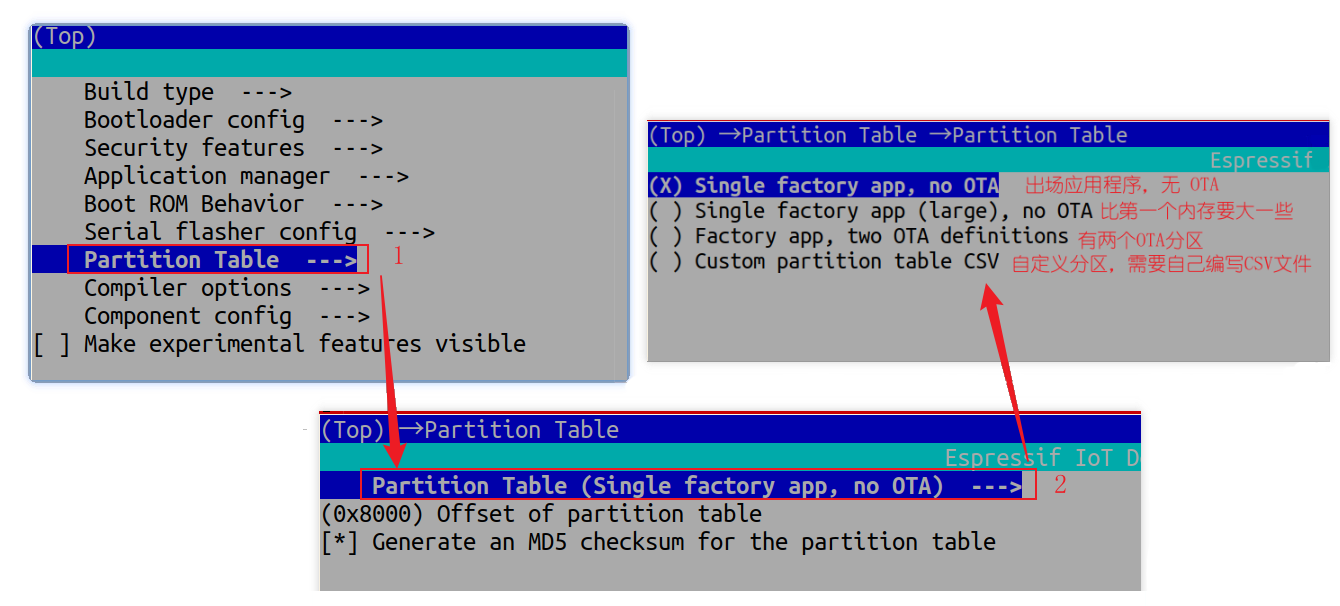 (Top)
Build type --->
Bootloader config --->
Security features --->
Application manager --->
Boot ROM Behavior --->
Serial flasher config --->
Partition Table ---> 1
Compiler options --->
Component config --->
[ ] Make experimental features visible
(Top) →Partition Table →Partition Table
Espressif
(X) Single factory app, no OTA 出场应用程序，无 OTA
( ) Single factory app (large), no OTA 比第一个内存要大一些
( ) Factory app, two OTA definitions 有两个OTA分区
( ) Custom partition table CSV 自定义分区，需要自己编写CSV文件
(Top) →Partition Table
Espressif IoT D
Partition Table (Single factory app, no OTA) ---> 2
(0x8000) Offset of partition table
[*] Generate an MD5 checksum for the partition table